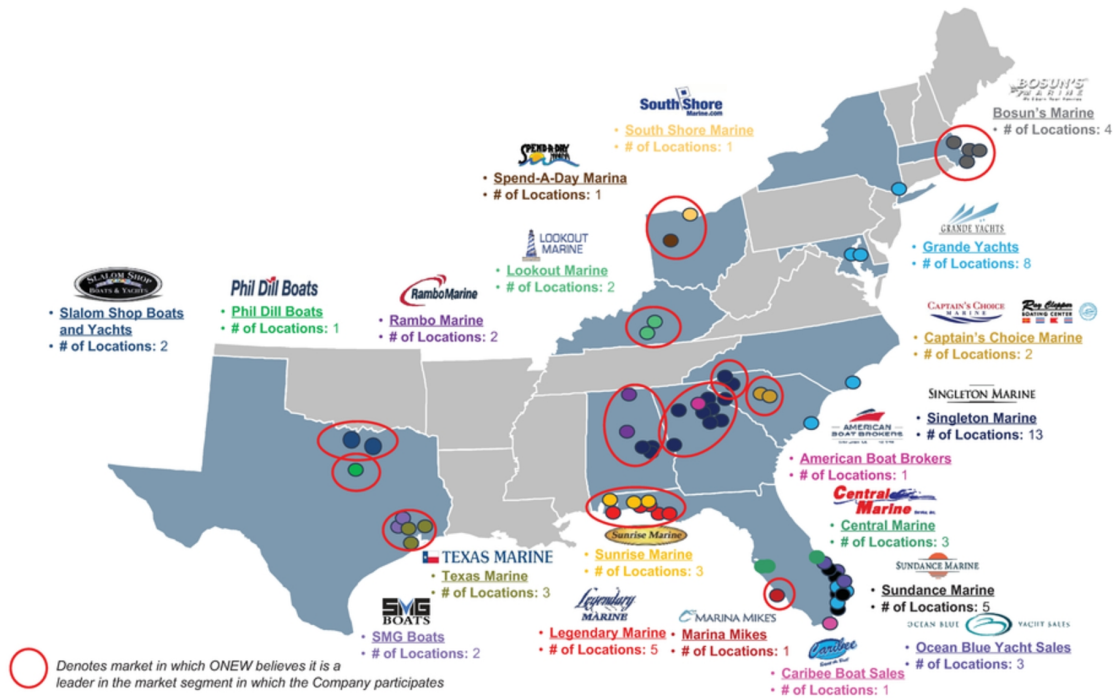 BOSUN'S
MARINE
Bosun's Marine
• # of Locations: 4
South Shore
Marine.com
• South Shore Marine
• # of Locations: 1
SPEND-A-DAY
MARINA
• Spend-A-Day Marina
• # of Locations: 1
GRANDE YACHTS
• Grande Yachts
• # of Locations: 8
LOOKOUT
MARINE
• Lookout Marine
• # of Locations: 2
SLALOM SHOP
BOATS & YACHTS
• Slalom Shop Boats
and Yachts
• # of Locations: 2
Phil Dill Boats
• Phil Dill Boats
• # of Locations: 1
RamboMarine
• Rambo Marine
• # of Locations: 2
CAPTAIN'S CHOICE
MARINE
Ray Clepper
BOATING CENTER
• Captain's Choice Marine
• # of Locations: 2
SINGLETON MARINE
• Singleton Marine
• # of Locations: 13
AMERICAN
BOAT BROKERS
• American Boat Brokers
• # of Locations: 1
Central
Marine
• Central Marine
• # of Locations: 3
Sunrise Marine
• Sunrise Marine
• # of Locations: 3
TEXAS MARINE
• Texas Marine
• # of Locations: 3
SUNDANCE MARINE
• Sundance Marine
• # of Locations: 5
SMG
BOATS
• SMG Boats
• # of Locations: 2
Legendary
MARINE
• Legendary Marine
• # of Locations: 5
MARINA MIKE'S
• Marina Mikes
• # of Locations: 1
OCEAN BLUE YACHT SALES
• Ocean Blue Yacht Sales
• # of Locations: 3
Caribee
• Caribee Boat Sales
• # of Locations: 1
Denotes market in which ONEW believes it is a
leader in the market segment in which the Company participates